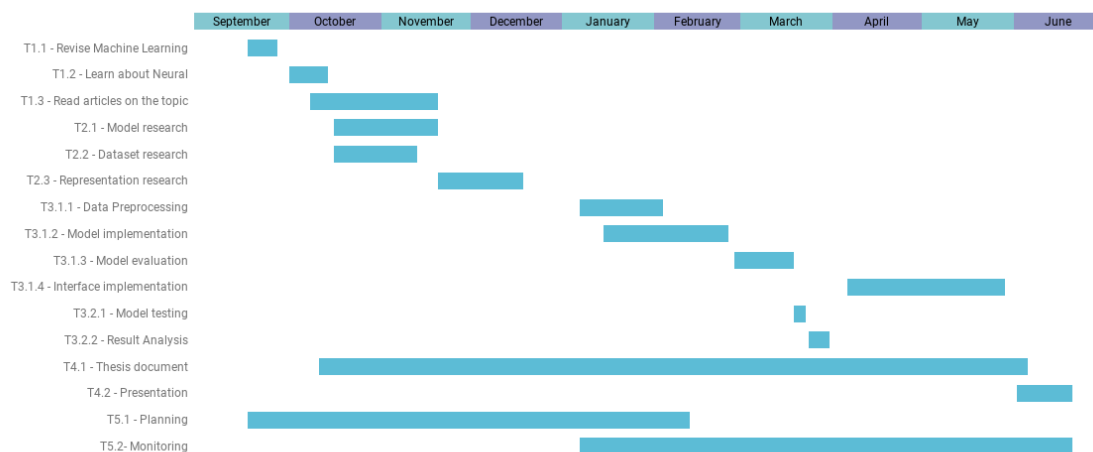 September October November December January February March April May June
T1.1 - Revise Machine Learning
T1.2 - Learn about Neural
T1.3 - Read articles on the topic
T2.1 - Model research
T2.2 - Dataset research
T2.3 - Representation research
T3.1.1 - Data Preprocessing
T3.1.2 - Model implementation
T3.1.3 - Model evaluation
T3.1.4 - Interface implementation
T3.2.1 - Model testing
T3.2.2 - Result Analysis
T4.1 - Thesis document
T4.2 - Presentation
T5.1 - Planning
T5.2- Monitoring